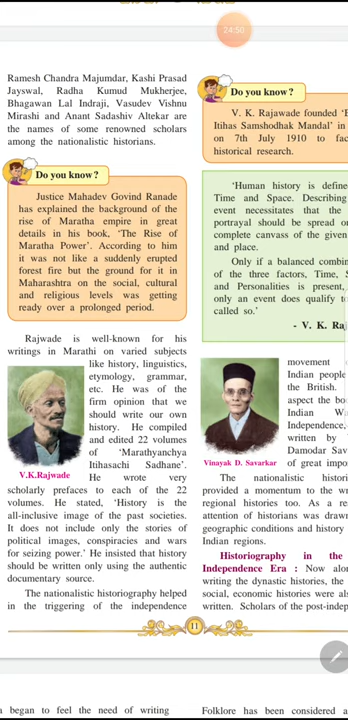 24:50
Ramesh Chandra Majumdar, Kashi Prasad
Jayswal, Radha Kumud Mukherjee,
Bhagawan Lal Indraji, Vasudev Vishnu
Mirashi and Anant Sadashiv Altekar are
the names of some renowned scholars
among the nationalistic historians.
Do you know?
Justice Mahadev Govind Ranade
has explained the background of the
rise of Maratha empire in great
details in his book, ‘The Rise of
Maratha Power’. According to him
it was not like a suddenly erupted
forest fire but the ground for it in
Maharashtra on the social, cultural
and religious levels was getting
ready over a prolonged period.
Rajwade is well-known for his
writings in Marathi on varied subjects
like history, linguistics,
etymology, grammar,
etc. He was of the
firm opinion that we
should write our own
history. He compiled
and edited 22 volumes
of ‘Marathyanchya
Itihasachi Sadhane’.
He wrote very
V.K.Rajwade
scholarly prefaces to each of the 22
volumes. He stated, ‘History is the
all-inclusive image of the past societies.
It does not include only the stories of
political images, conspiracies and wars
for seizing power.’ He insisted that history
should be written only using the authentic
documentary source.
The nationalistic historiography helped
in the triggering of the independence
Do you know?
V. K. Rajawade founded
Itihas Samshodhak Mandal’ in
on 7th July 1910 to
historical research.
‘Human history is
Time and Space. Describing
event necessitates that the
portrayal should be spread
complete canvass of the given
and place.
Only if a balanced
of the three factors, Time,
and Personalities is present,
only an event does qualify
called so.’
- V. K.
movement
Indian people
the British.
aspect the
Indian
Independence,
written by
Damodar
of great
Vinayak D. Savarkar
The nationalistic
provided a momentum to the
regional histories too. As a
attention of historians was
geographic conditions and history
Indian regions.
Historiography in the
Independence Era : Now
writing the dynastic histories, the
social, economic histories were
written. Scholars of the
11
began to feel the need of writing
Folklore has been considered